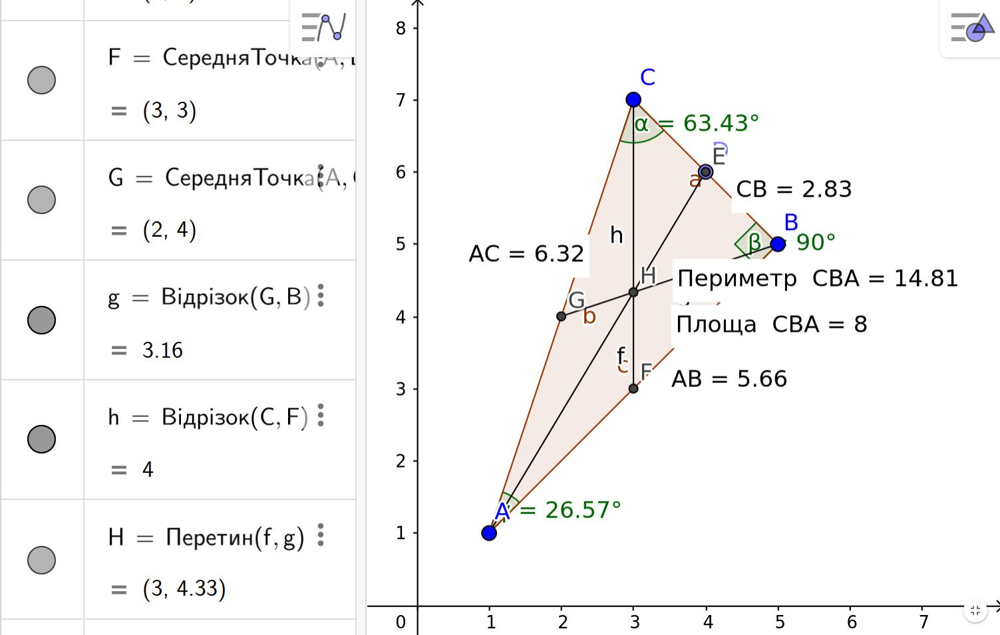 F = СередняТочка(A,
= (3, 3)
G = СередняТочка(A,
= (2, 4)
g = Відрізок(G, B)
= 3.16
h = Відрізок(C, F)
= 4
H = Перетин(f, g)
= (3, 4.33)
8
C
7
α = 63.43°
D
E
6
a
CB = 2.83
B
5
β
90°
h
AC = 6.32
H
Периметр CBA = 14.81
G
b
4
Площа CBA = 8
f
c
F
AB = 5.66
3
2
A
= 26.57°
1
0 1 2 3 4 5 6 7